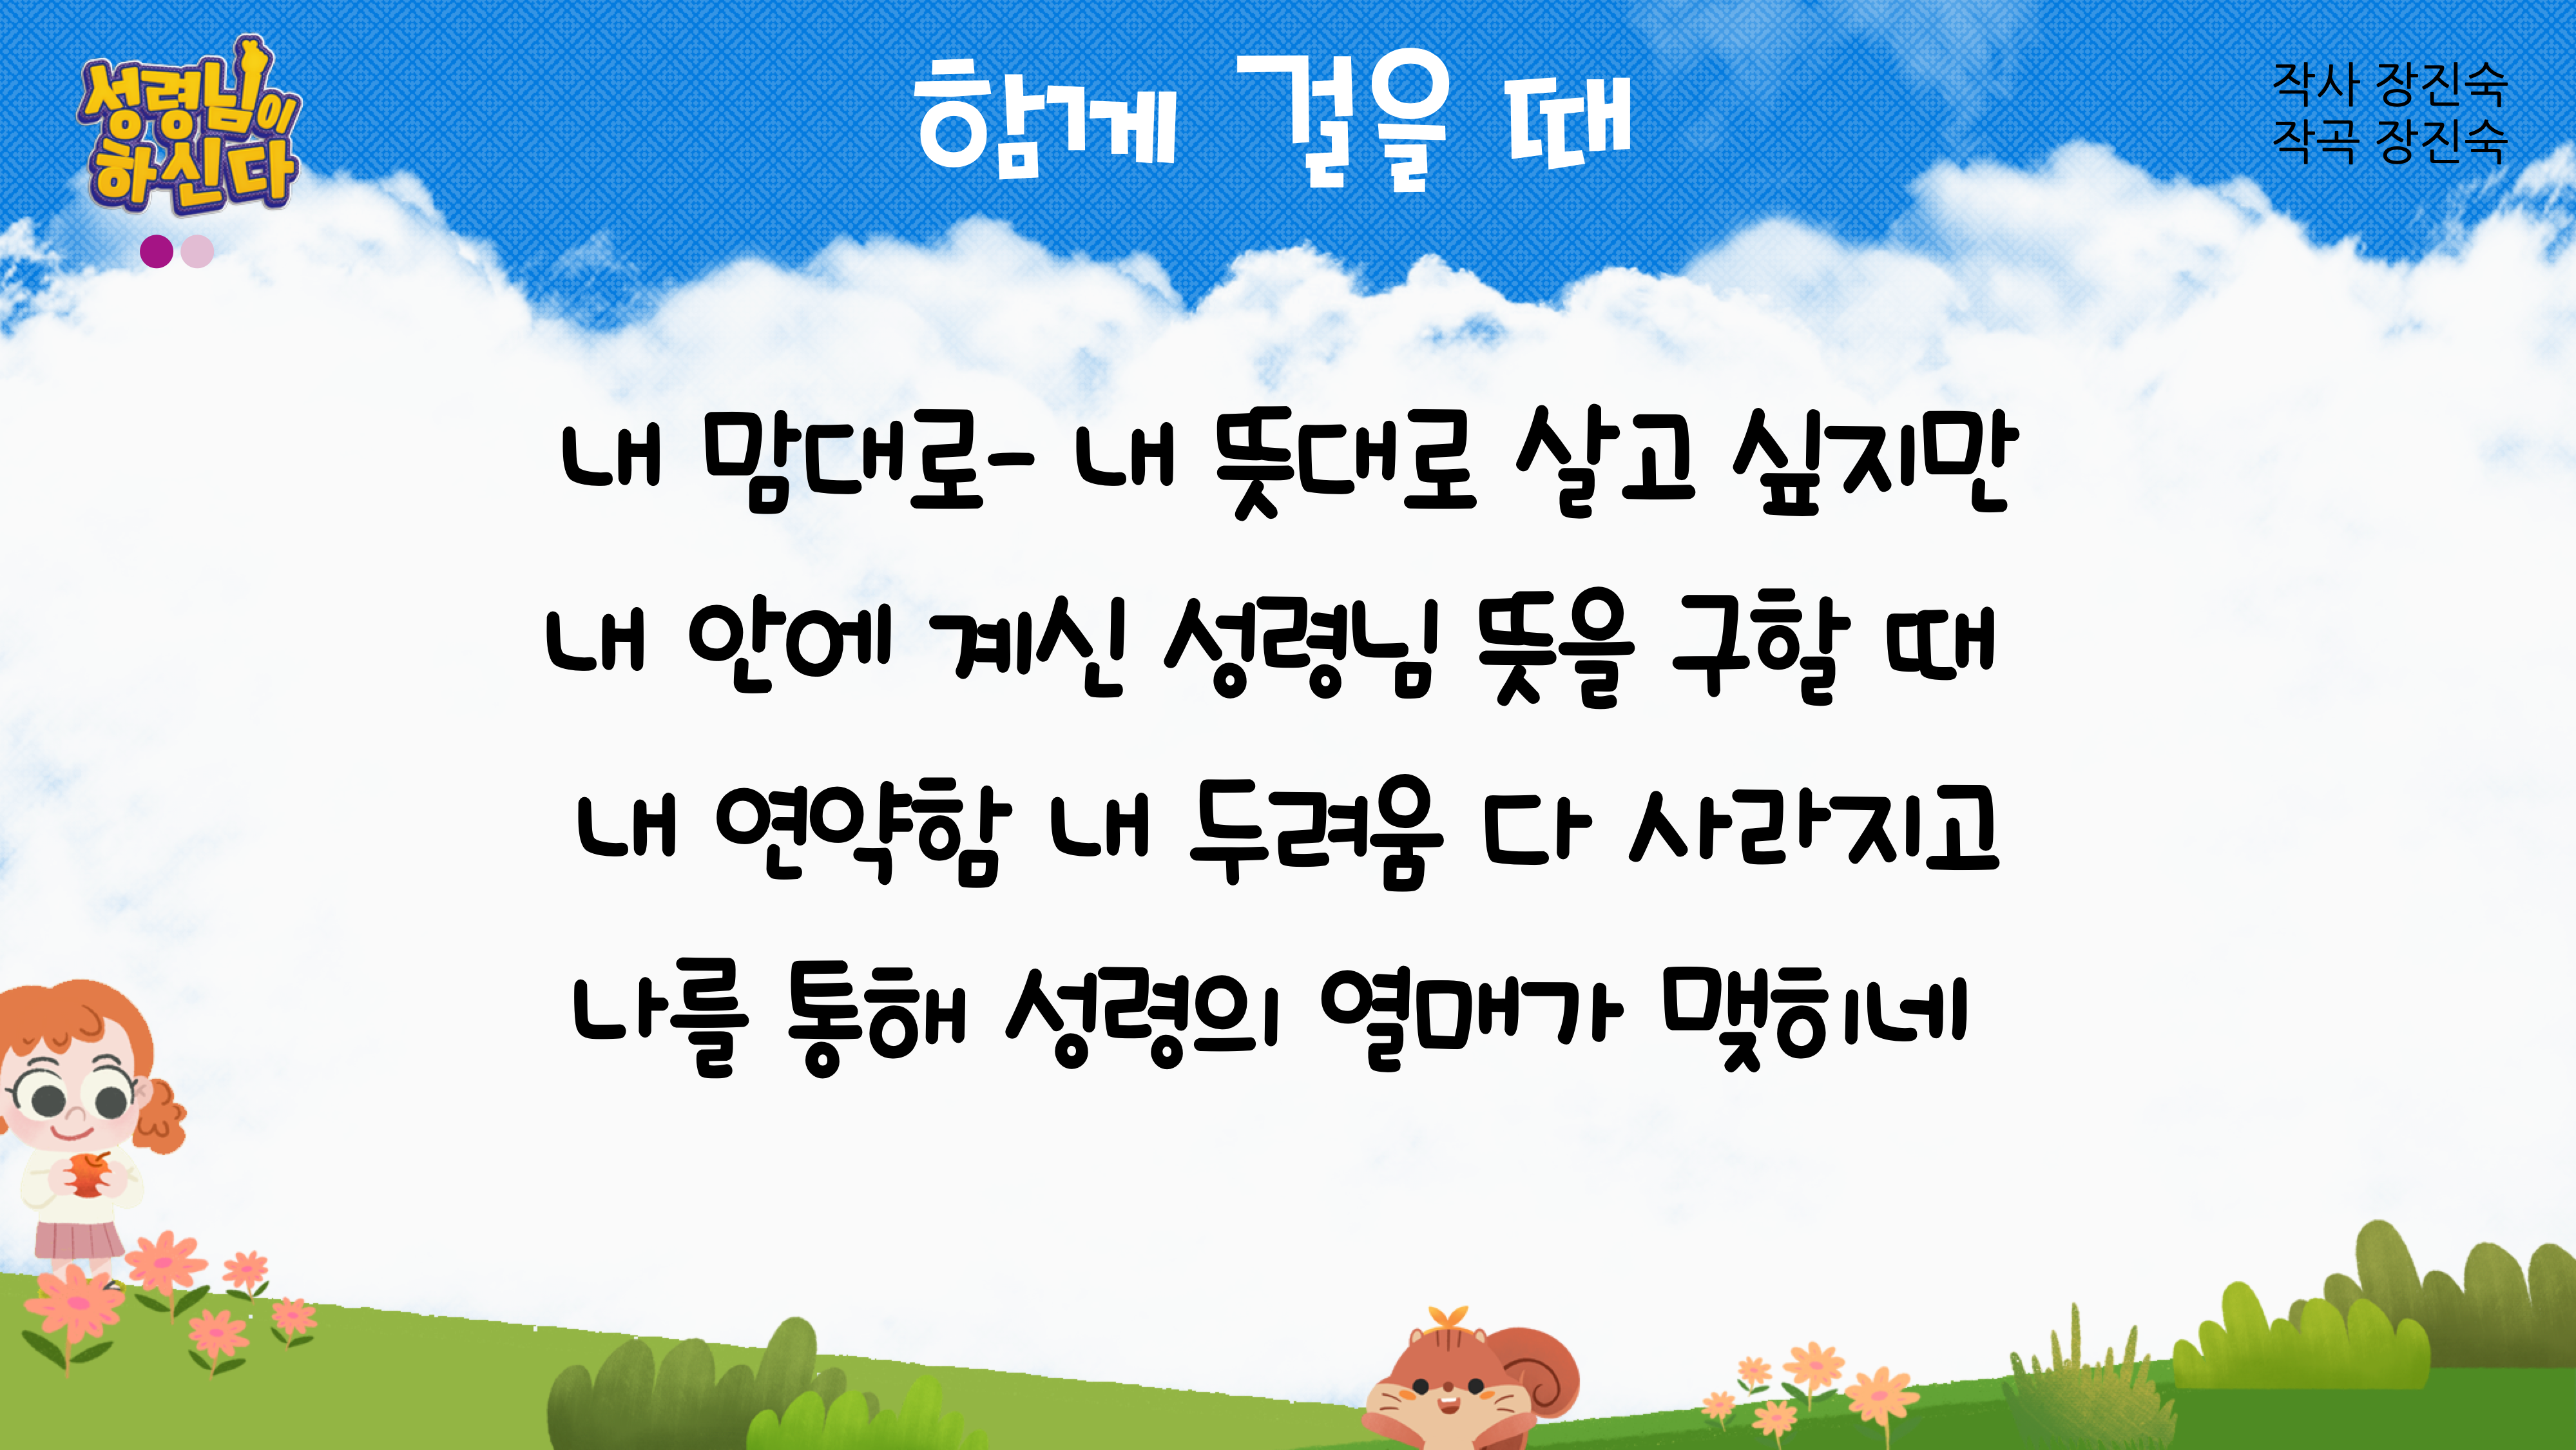 성령님이
하신다
함께 걸을 때
작사 장진숙
작곡 장진숙
내 맘대로- 내 뜻대로 살고 싶지만
내 안에 계신 성령님 뜻을 구할 때
내 연약함 내 두려움 다 사라지고
나를 통해 성령의 열매가 맺히네